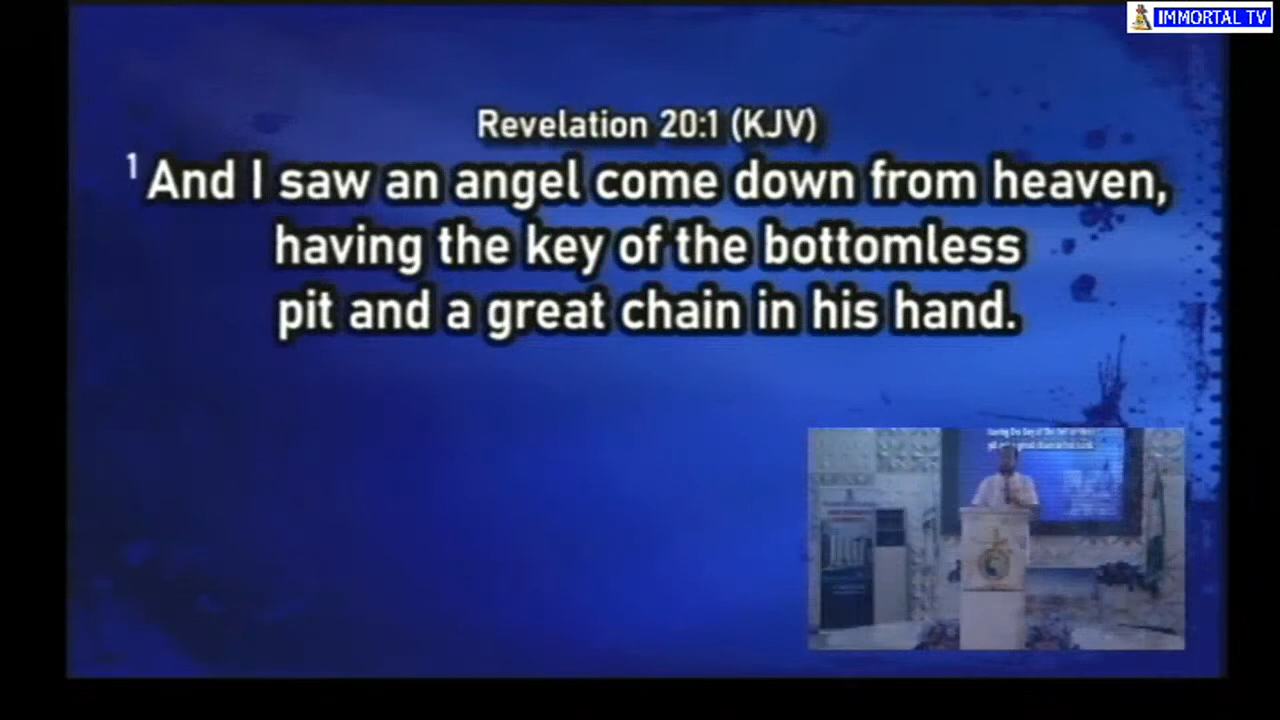 IMMORTAL TV
Revelation 20:1 (KJV)
1 And I saw an angel come down from heaven,
having the key of the bottomless
pit and a great chain in his hand.